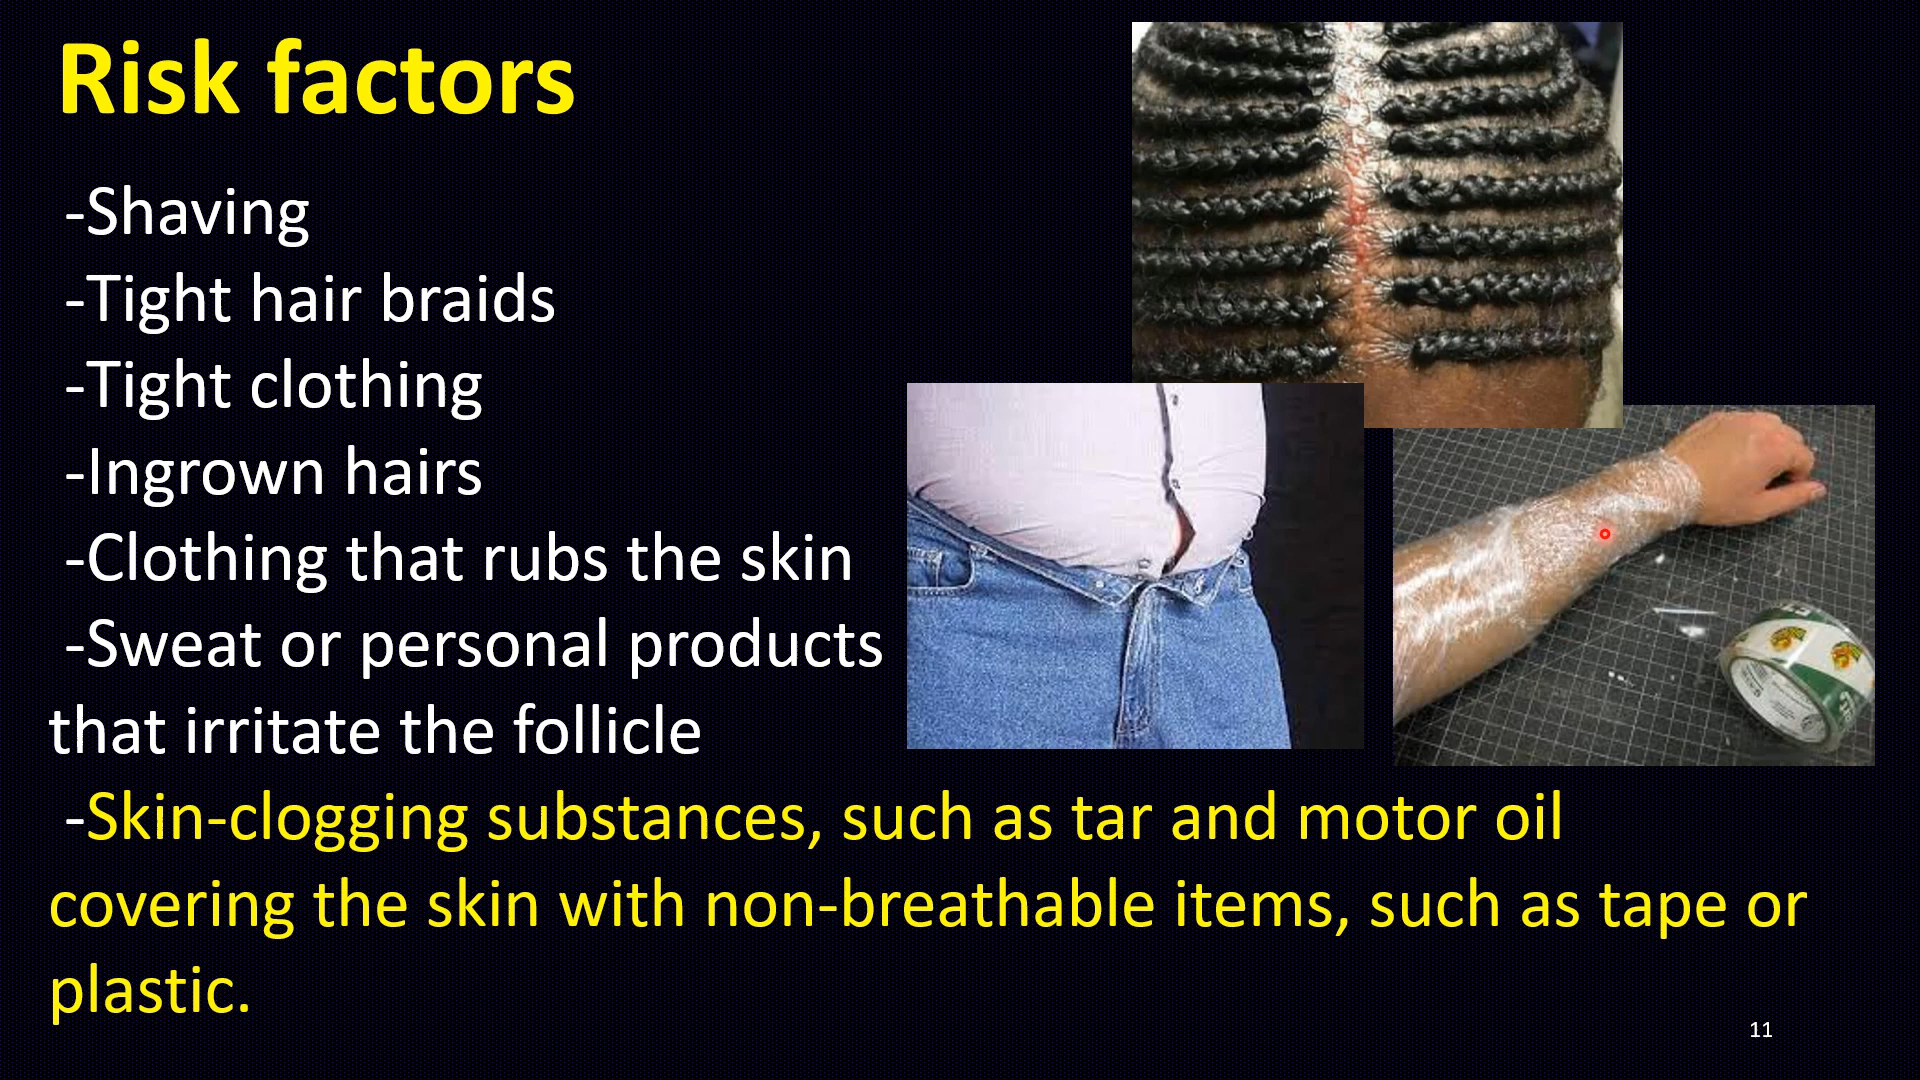 Risk factors
-Shaving
-Tight hair braids
-Tight clothing
-Ingrown hairs
-Clothing that rubs the skin
-Sweat or personal products
that irritate the follicle
-Skin-clogging substances, such as tar and motor oil
covering the skin with non-breathable items, such as tape or
plastic.
11